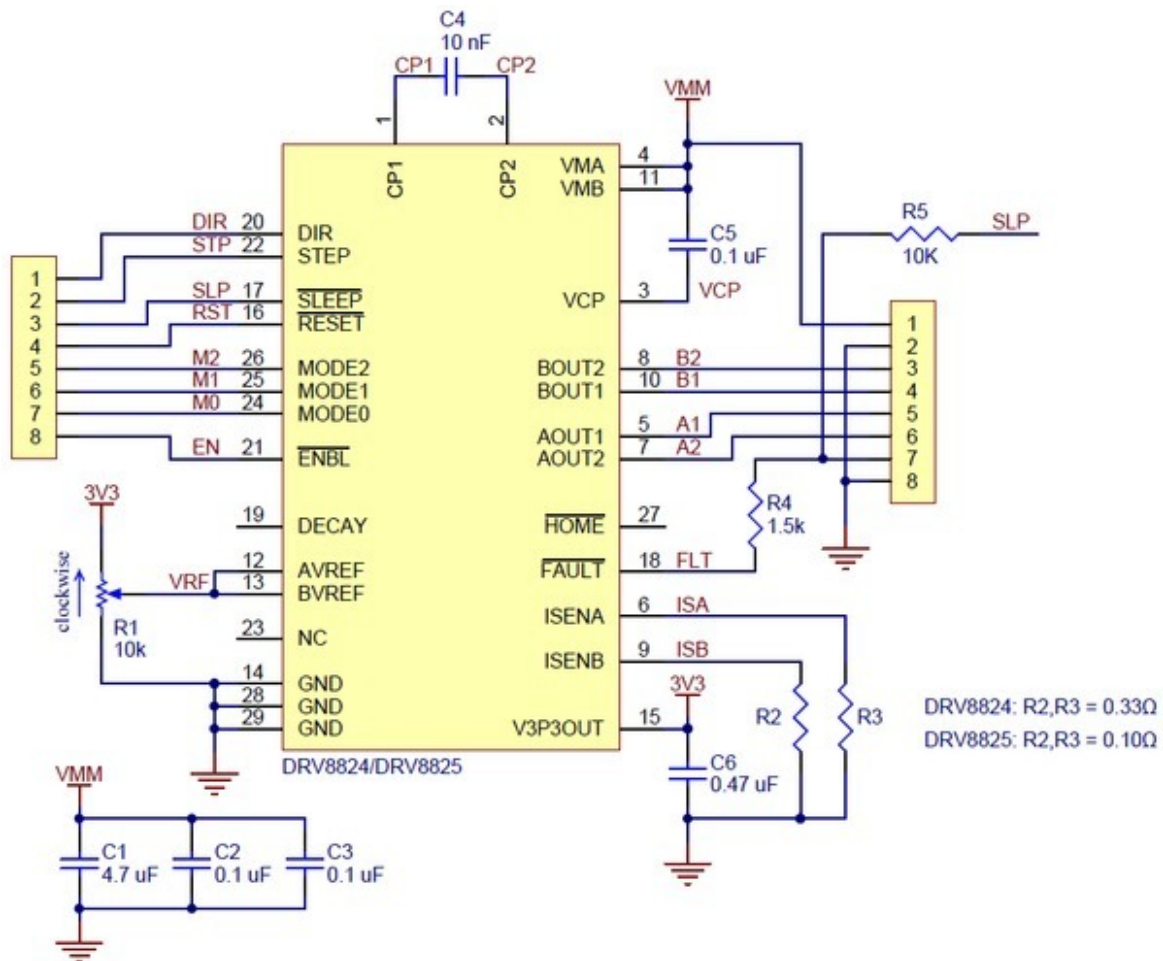 C4
10 nF
CP1
CP2
1
2
CP1
CP2
VMM
VMA 4
VMB 11
C5
0.1 uF
VCP 3 VCP
R5
10K
SLP
DIR 20 DIR
STP 22 STEP
SLP 17 SLEEP
RST 16 RESET
M2 26 MODE2
M1 25 MODE1
M0 24 MODE0
EN 21 ENBL
1
2
3
4
5
6
7
8
BOUT2 8 B2
BOUT1 10 B1
AOUT1 5 A1
AOUT2 7 A2
1
2
3
4
5
6
7
8
R4
1.5k
3V3
clockwise
R1
10k
VRF
19 DECAY
12 AVREF
13 BVREF
23 NC
14 GND
28 GND
29 GND
HOME 27
FAULT 18 FLT
ISENA 6 ISA
ISENB 9 ISB
V3P3OUT 15
3V3
C6
0.47 uF
R2
R3
DRV8824: R2,R3 = 0.33Ω
DRV8825: R2,R3 = 0.10Ω
DRV8824/DRV8825
VMM
C1
4.7 uF
C2
0.1 uF
C3
0.1 uF